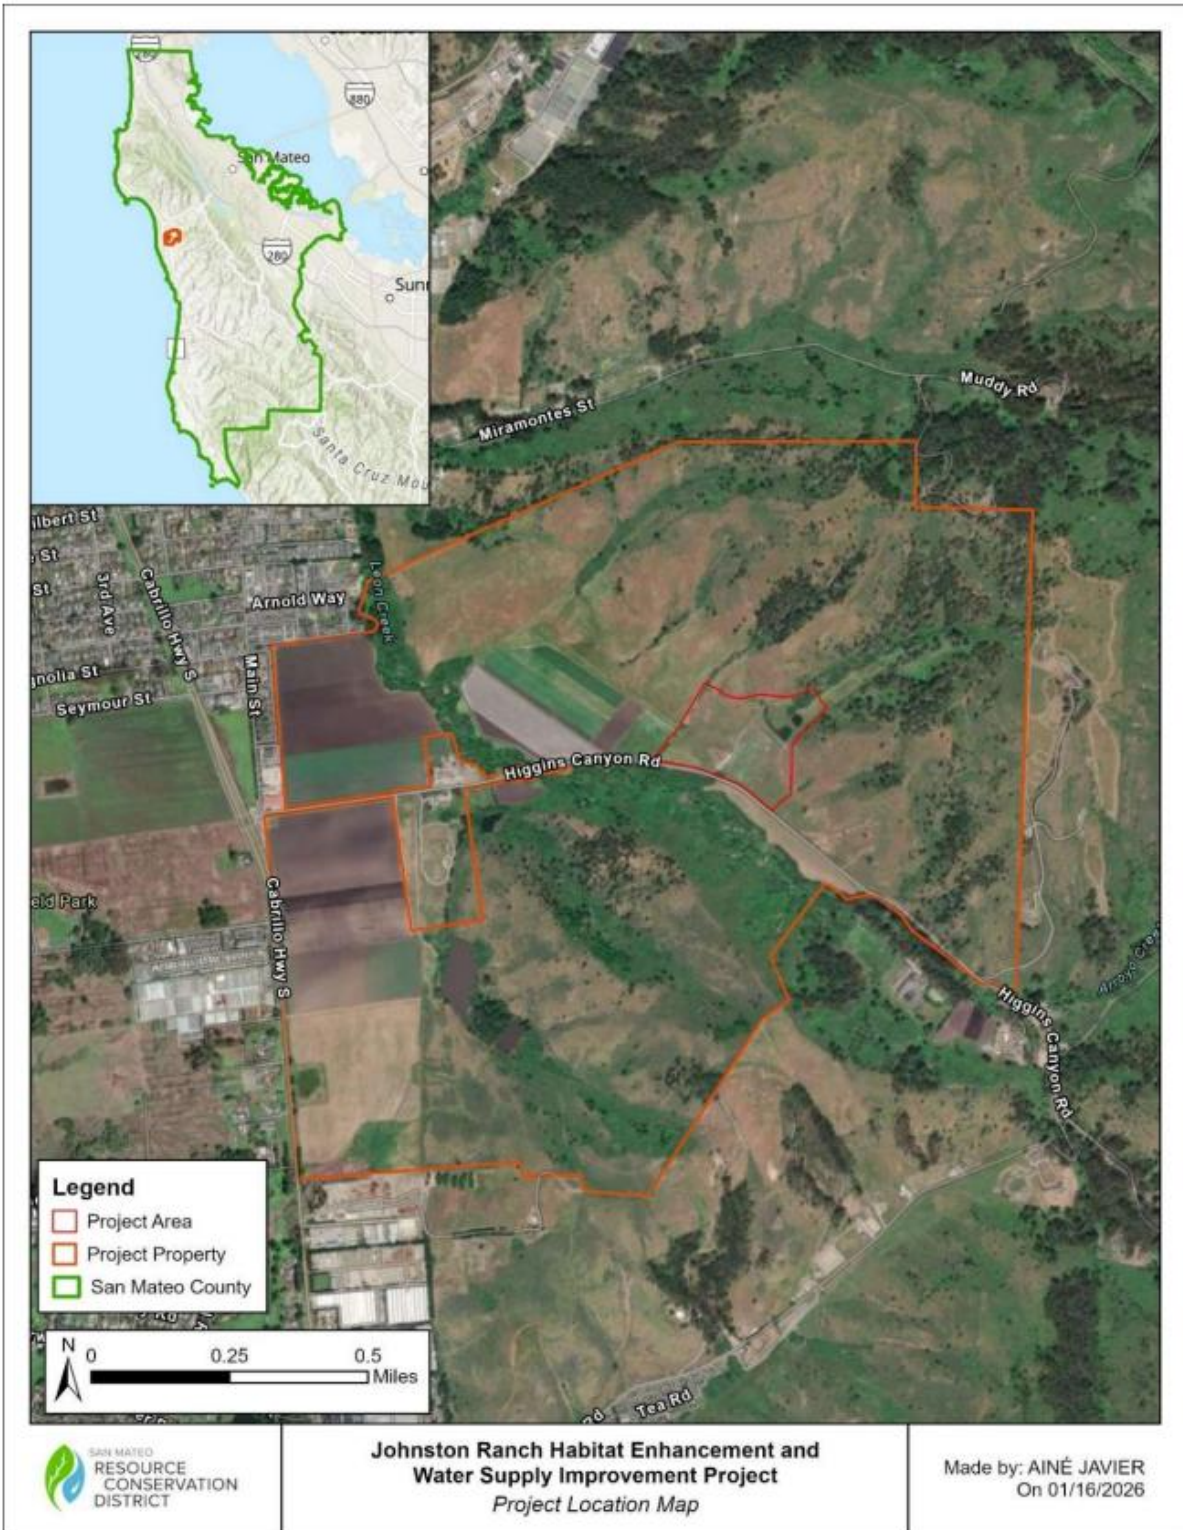 280
880
San Mateo
280
Sunn
Santa Cruz Mou
Muddy Rd
Miramontes St
ilbert St
St
St
3rd Ave
Cabrillo Hwy S
Arnold Way
Leon Creek
Main St
gnolia St
Seymour St
Higgins Canyon Rd
eld Park
Cabrillo Hwy S
Higgins Canyon Rd
Tea Rd
Rd
Legend
Project Area
Project Property
San Mateo County
Rd
N
0 0.25 0.5
Miles
SAN MATEO
RESOURCE
CONSERVATION
DISTRICT
Johnston Ranch Habitat Enhancement and
Water Supply Improvement Project
Project Location Map
Made by: AINÉ JAVIER
On 01/16/2026